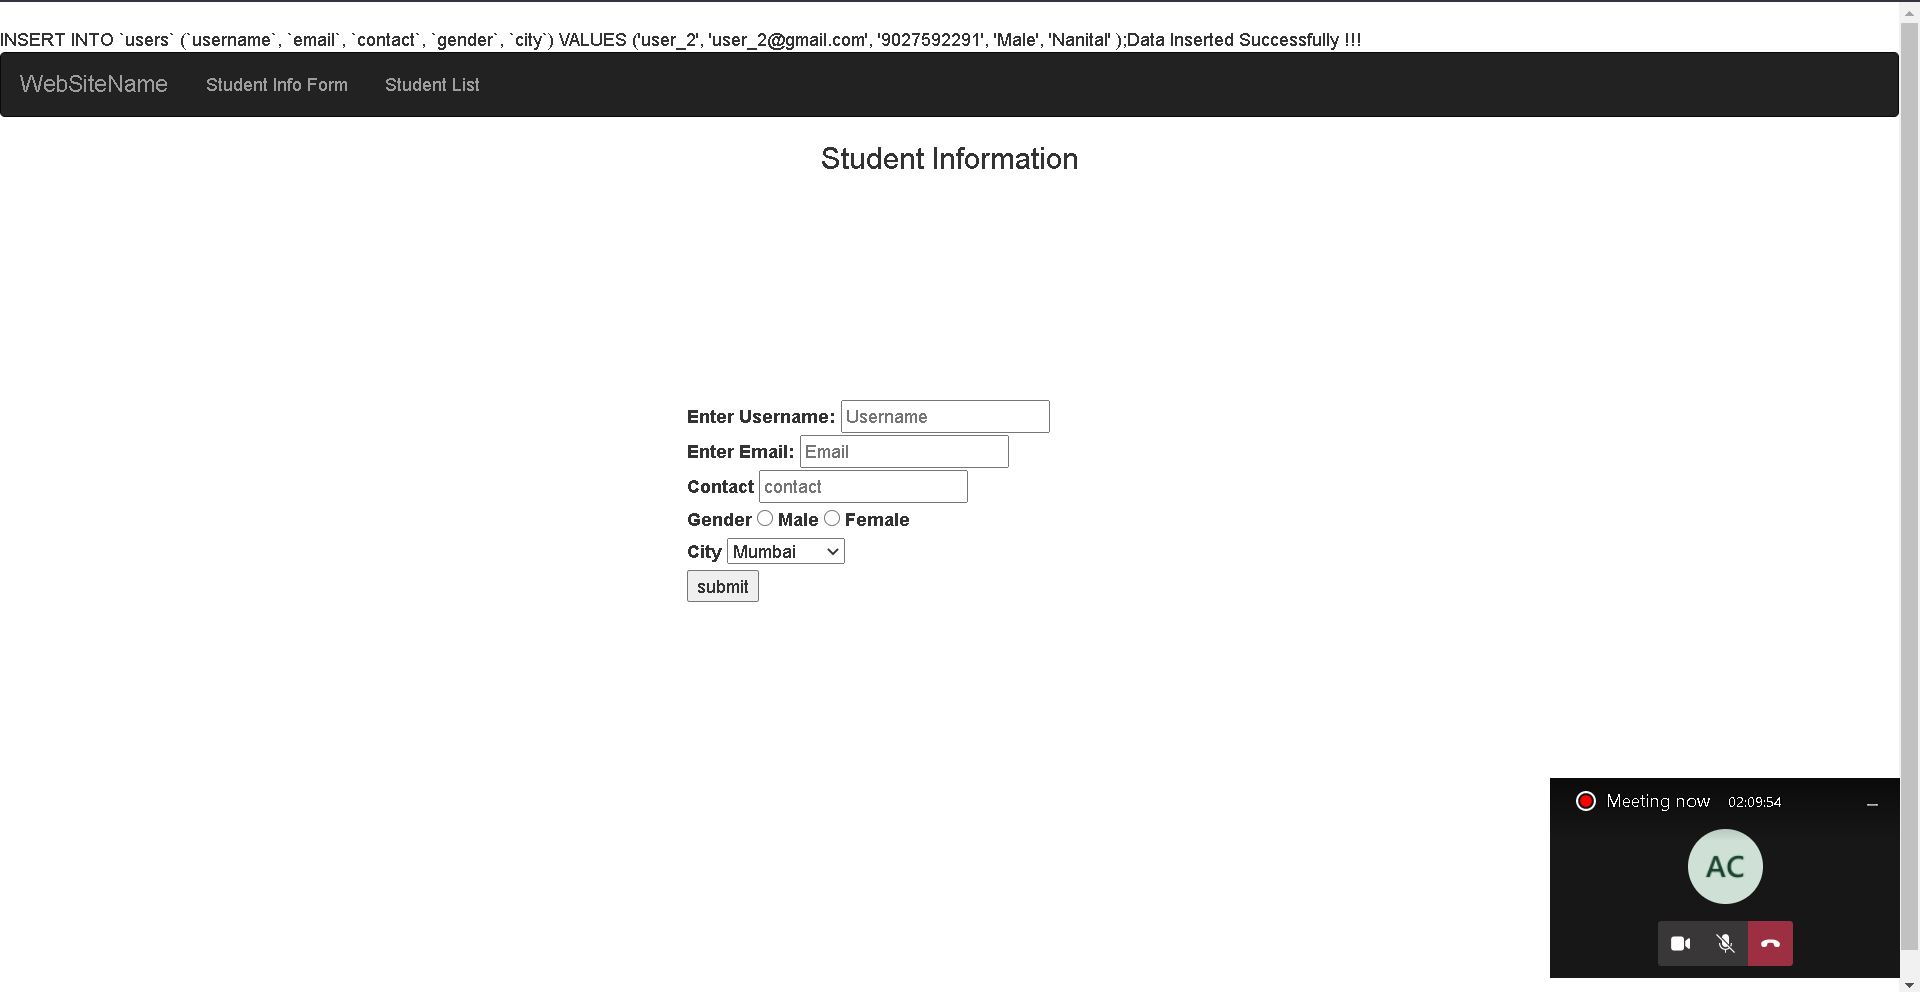 INSERT INTO `users` (`username`, `email`, `contact`, `gender`, `city`) VALUES ('user_2', 'user_2@gmail.com', '9027592291', 'Male', 'Nanital' );Data Inserted Successfully !!!
WebSiteName Student Info Form Student List
Student Information
Enter Username: Username
Enter Email: Email
Contact contact
Gender Male Female
City Mumbai
submit
Meeting now 02:09:54
AC